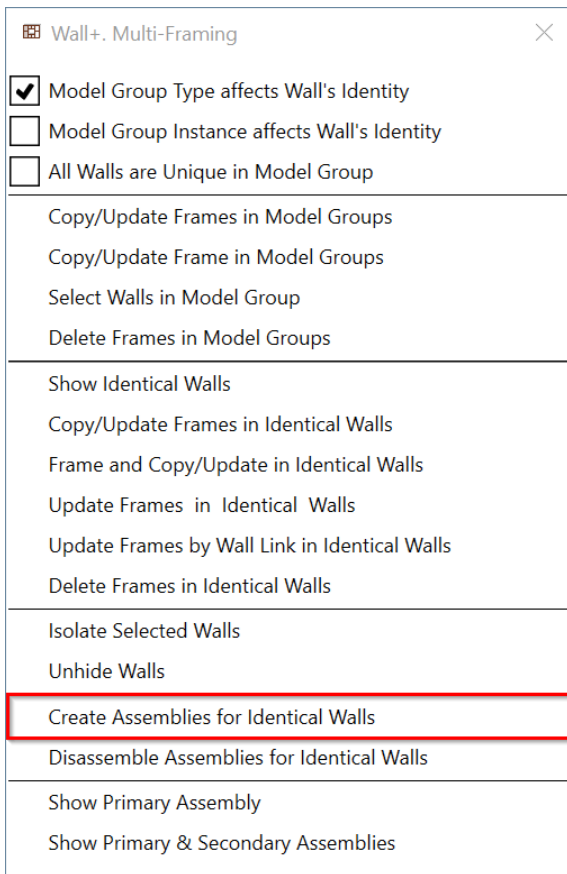 Wall+. Multi-Framing
Model Group Type affects Wall's Identity
Model Group Instance affects Wall's Identity
All Walls are Unique in Model Group
Copy/Update Frames in Model Groups
Copy/Update Frame in Model Groups
Select Walls in Model Group
Delete Frames in Model Groups
Show Identical Walls
Copy/Update Frames in Identical Walls
Frame and Copy/Update in Identical Walls
Update Frames in Identical Walls
Update Frames by Wall Link in Identical Walls
Delete Frames in Identical Walls
Isolate Selected Walls
Unhide Walls
Create Assemblies for Identical Walls
Disassemble Assemblies for Identical Walls
Show Primary Assembly
Show Primary & Secondary Assemblies